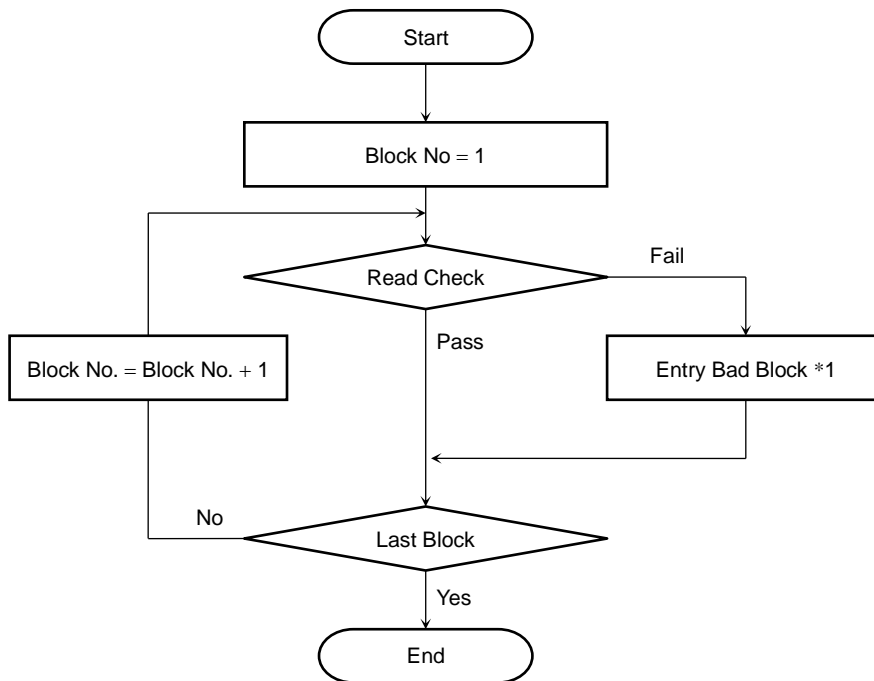 Start
Block No = 1
Read Check
Fail
Pass
Block No. = Block No. + 1
Entry Bad Block *1
No
Last Block
Yes
End